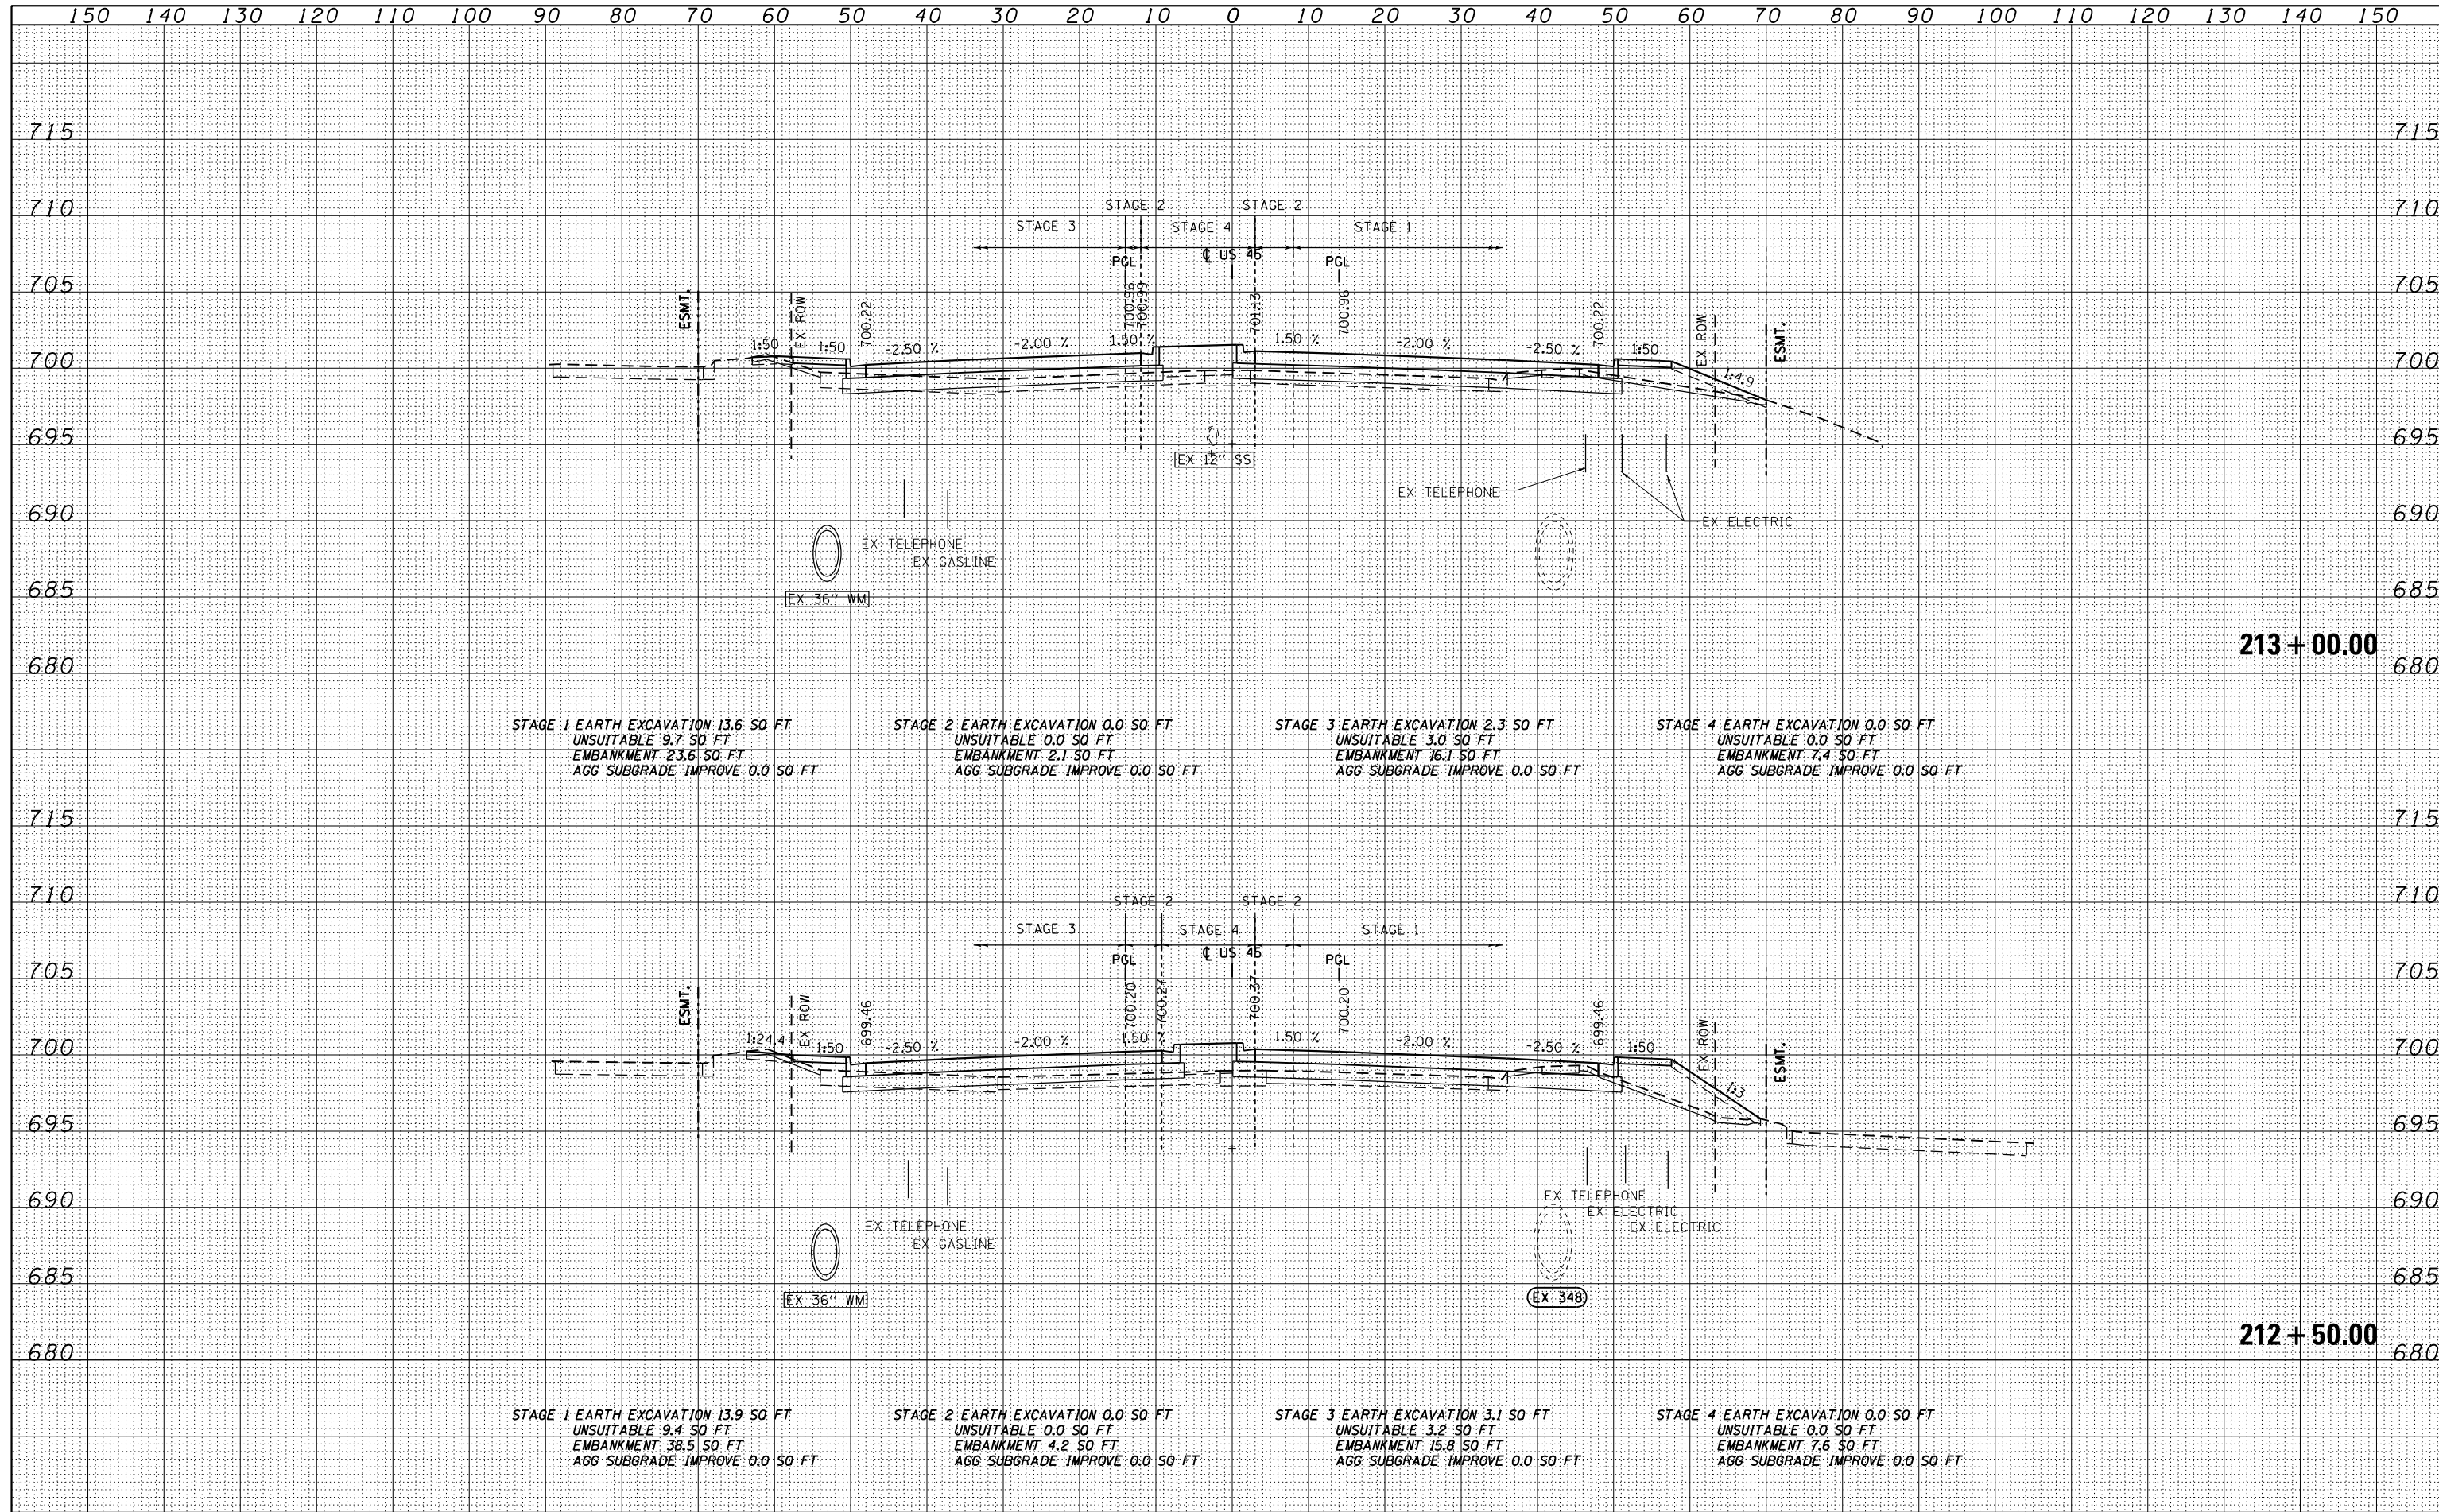 150 140 130 120 110 100 90 80 70 60 50 40 30 20 10 0 10 20 30 40 50 60 70 80 90 100 110 120 130 140 150
715 715
710 710
STAGE 2 STAGE 2
STAGE 3 STAGE 4 STAGE 1
PGL ℄ US 45 PGL
705 705
ESMT. EX ROW 700.22 700.96 700.99 701.13 700.96 700.22 EX ROW ESMT.
1:50 1:50 -2.50 % -2.00 % 1.50 % 1.50 % -2.00 % -2.50 % 1:50
700 700
1:4.9
695 695
EX 12" SS
EX TELEPHONE
690 EX ELECTRIC 690
EX TELEPHONE
EX GASLINE
685 685
EX 36" WM
213+00.00
680 680
STAGE 1 EARTH EXCAVATION 13.6 SQ FT STAGE 2 EARTH EXCAVATION 0.0 SQ FT STAGE 3 EARTH EXCAVATION 2.3 SQ FT STAGE 4 EARTH EXCAVATION 0.0 SQ FT
UNSUITABLE 9.7 SQ FT UNSUITABLE 0.0 SQ FT UNSUITABLE 3.0 SQ FT UNSUITABLE 0.0 SQ FT
EMBANKMENT 23.6 SQ FT EMBANKMENT 2.1 SQ FT EMBANKMENT 16.1 SQ FT EMBANKMENT 7.4 SQ FT
AGG SUBGRADE IMPROVE 0.0 SQ FT AGG SUBGRADE IMPROVE 0.0 SQ FT AGG SUBGRADE IMPROVE 0.0 SQ FT AGG SUBGRADE IMPROVE 0.0 SQ FT
715 715
710 710
STAGE 2 STAGE 2
STAGE 3 STAGE 4 STAGE 1
PGL ℄ US 45 PGL
705 705
ESMT. EX ROW 699.46 700.20 700.27 700.37 700.20 699.46 EX ROW ESMT.
1:24.4 1:50 -2.50 % -2.00 % 1.50 % 1.50 % -2.00 % -2.50 % 1:50
700 700
1:3
695 695
690 EX TELEPHONE 690
EX ELECTRIC
EX TELEPHONE EX ELECTRIC
EX GASLINE
685 685
EX 36" WM EX 348
212+50.00
680 680
STAGE 1 EARTH EXCAVATION 13.9 SQ FT STAGE 2 EARTH EXCAVATION 0.0 SQ FT STAGE 3 EARTH EXCAVATION 3.1 SQ FT STAGE 4 EARTH EXCAVATION 0.0 SQ FT
UNSUITABLE 9.4 SQ FT UNSUITABLE 0.0 SQ FT UNSUITABLE 3.2 SQ FT UNSUITABLE 0.0 SQ FT
EMBANKMENT 38.5 SQ FT EMBANKMENT 4.2 SQ FT EMBANKMENT 15.8 SQ FT EMBANKMENT 7.6 SQ FT
AGG SUBGRADE IMPROVE 0.0 SQ FT AGG SUBGRADE IMPROVE 0.0 SQ FT AGG SUBGRADE IMPROVE 0.0 SQ FT AGG SUBGRADE IMPROVE 0.0 SQ FT